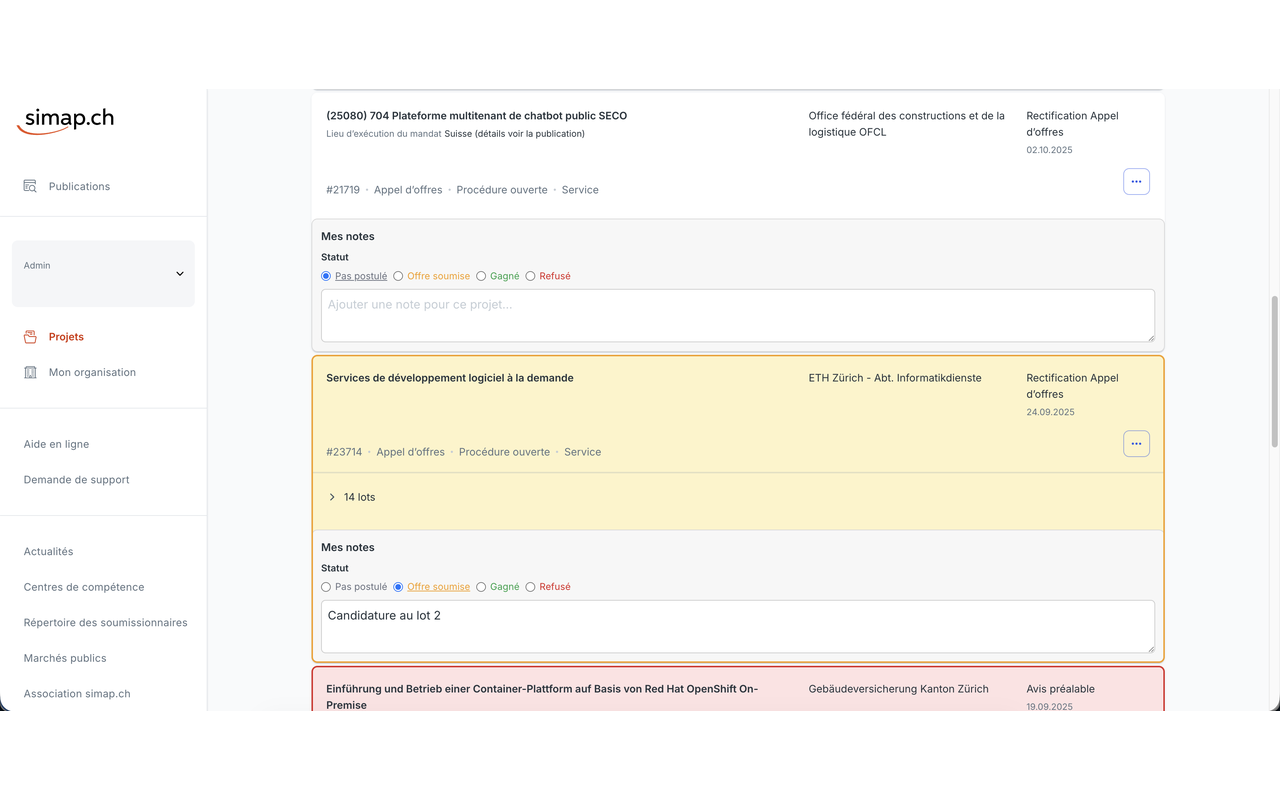 simap.ch
Publications
Admin
Projets
Mon organisation
Aide en ligne
Demande de support
Actualités
Centres de compétence
Répertoire des soumissionnaires
Marchés publics
Association simap.ch
(25080) 704 Plateforme multitenant de chatbot public SECO
Lieu d’exécution du mandat Suisse (détails voir la publication)
Office fédéral des constructions et de la
logistique OFCL
Rectification Appel
d’offres
02.10.2025
#21719 · Appel d’offres · Procédure ouverte · Service
Mes notes
Statut
Pas postulé Offre soumise Gagné Refusé
Ajouter une note pour ce projet...
Services de développement logiciel à la demande
ETH Zürich - Abt. Informatikdienste
Rectification Appel
d’offres
24.09.2025
#23714 · Appel d’offres · Procédure ouverte · Service
14 lots
Mes notes
Statut
Pas postulé Offre soumise Gagné Refusé
Candidature au lot 2
Einführung und Betrieb einer Container-Plattform auf Basis von Red Hat OpenShift On-
Premise
Gebäudeversicherung Kanton Zürich
Avis préalable
19.09.2025